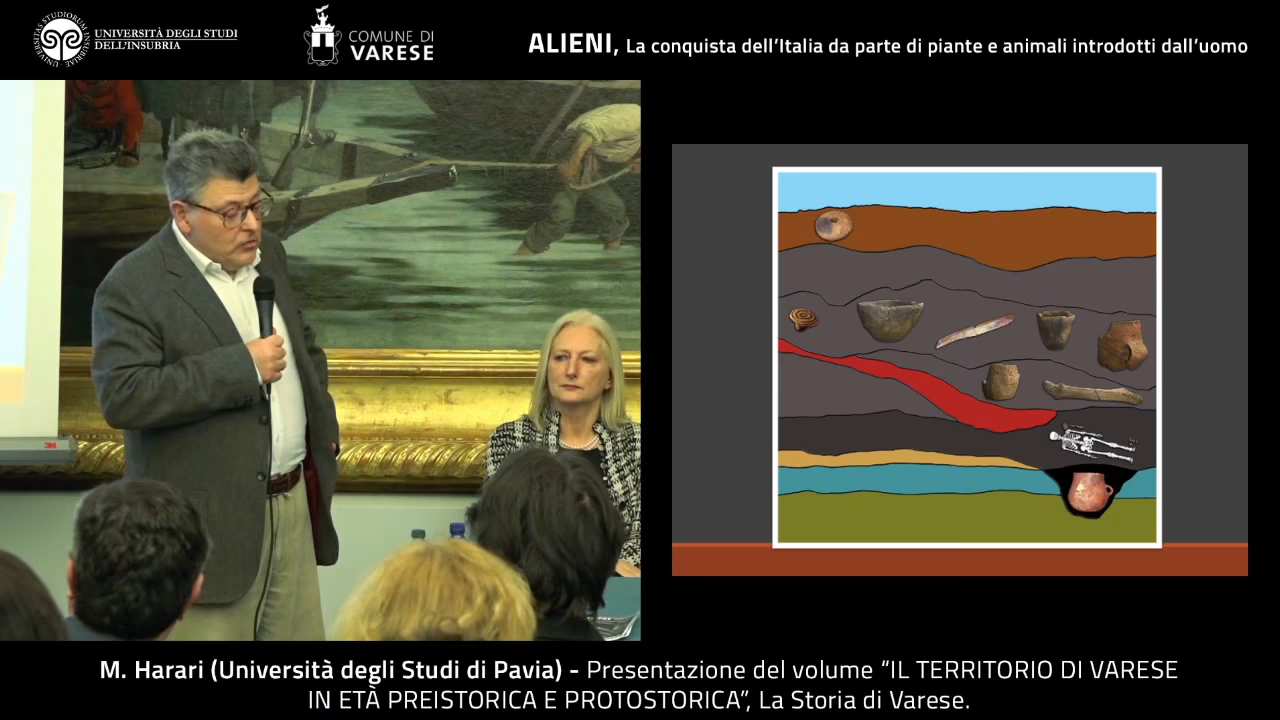 UNIVERSITÀ DEGLI STUDI
DELL'INSUBRIA
COMUNE DI
VARESE
ALIENI, La conquista dell'Italia da parte di piante e animali introdotti dall'uomo
3M
M. Harari (Università degli Studi di Pavia) - Presentazione del volume “IL TERRITORIO DI VARESE
IN ETÀ PREISTORICA E PROTOSTORICA”, La Storia di Varese.